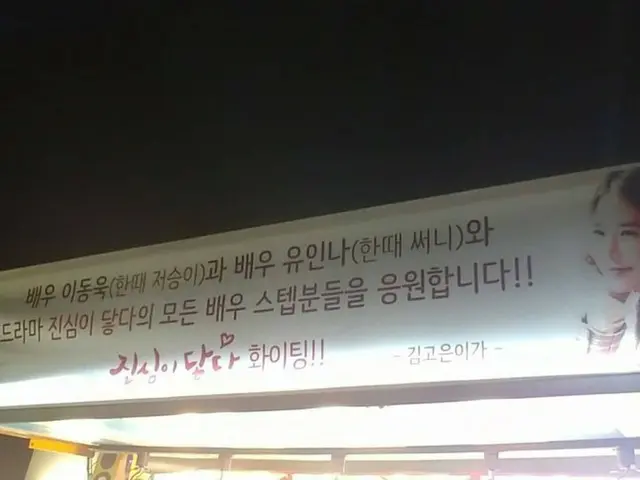 배우 이동욱(한때 저승이)과 배우 유인나(한때 써니)와
드라마 진심이 닿다의 모든 배우 스텝분들을 응원합니다!!
진심이 닿다 화이팅!!
- 김고은이가 -